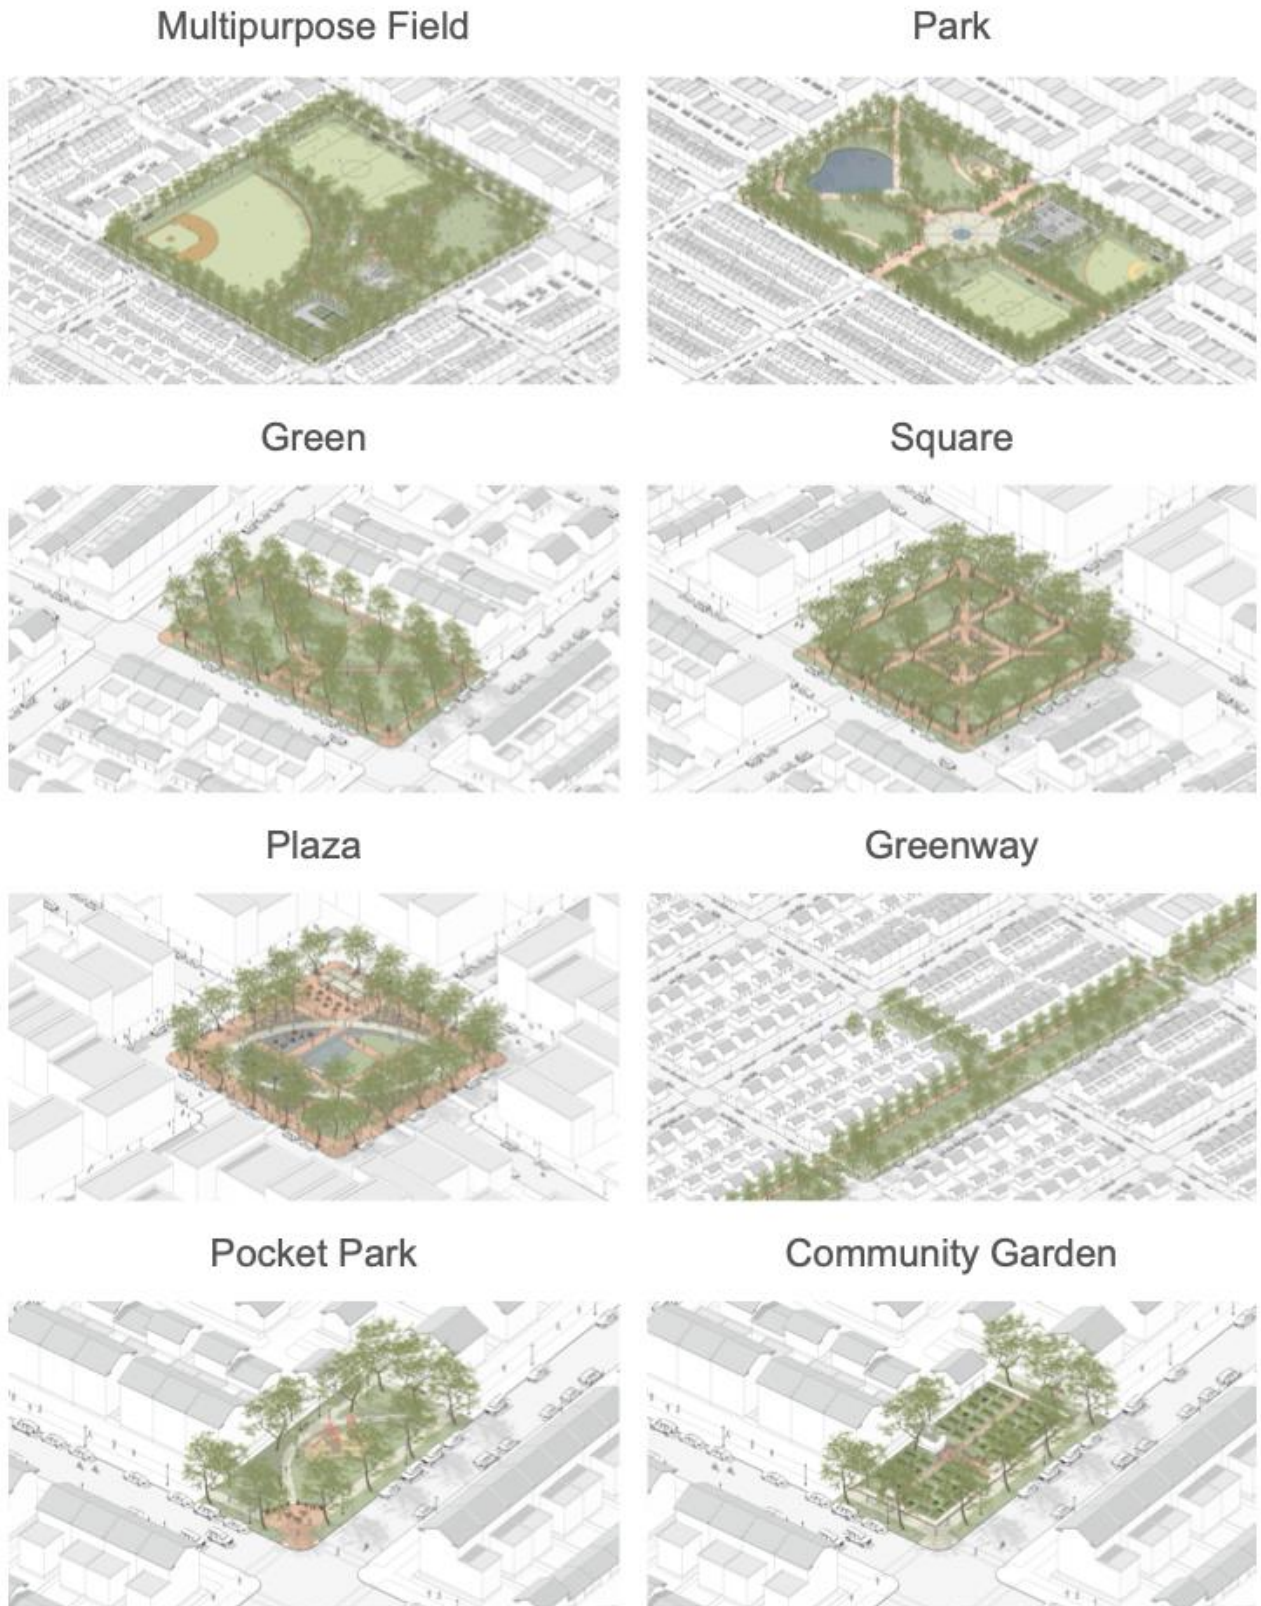 Multipurpose Field
Park
Green
Square
Plaza
Greenway
Pocket Park
Community Garden